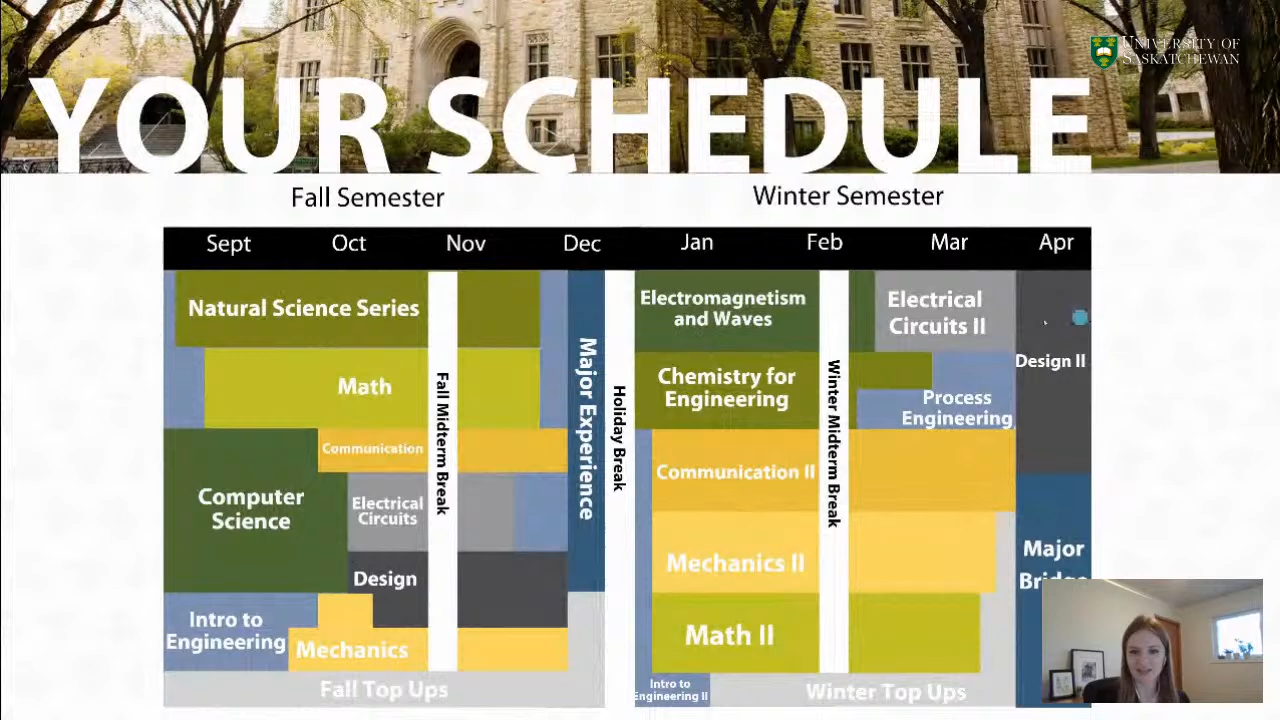 UNIVERSITY OF
SASKATCHEWAN
YOUR SCHEDULE
Fall Semester
Winter Semester
Sept Oct Nov Dec Jan Feb Mar Apr
Natural Science Series
Math
Communication
Computer
Science
Electrical
Circuits
Design
Intro to
Engineering
Mechanics
Fall Top Ups
Fall Midterm Break
Major Experience
Holiday Break
Electromagnetism
and Waves
Electrical
Circuits II
Chemistry for
Engineering
Process
Engineering
Communication II
Mechanics II
Math II
Intro to
Engineering II
Winter Top Ups
Winter Midterm Break
Design II
Major